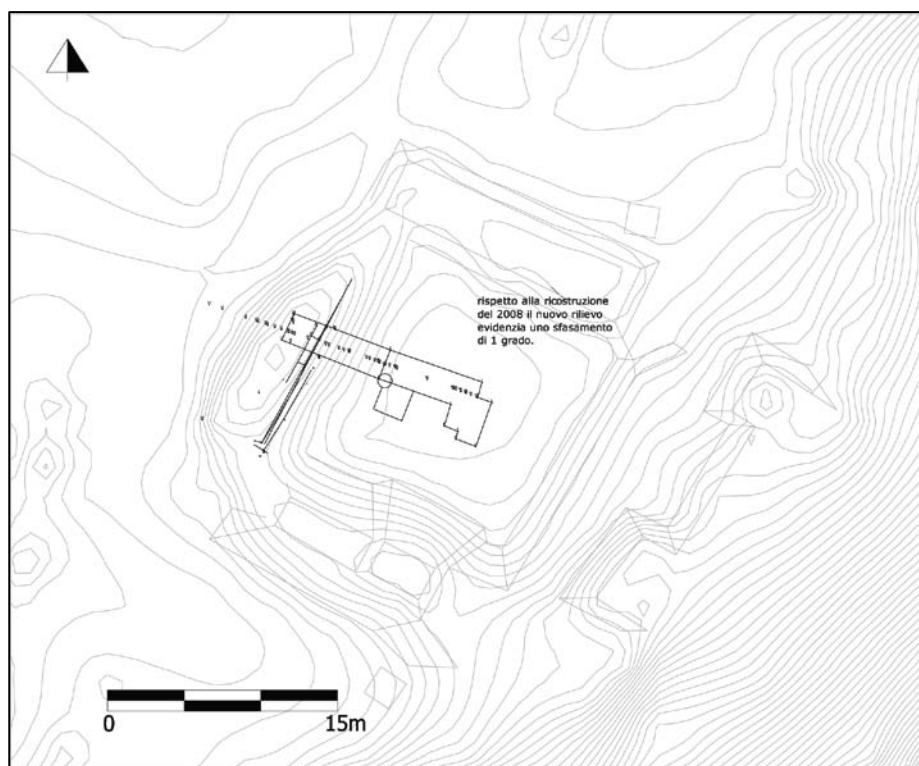 rispetto alla ricostruzione
del 2008 il nuovo rilievo
evidenzia uno sfasamento
di 1 grado.
0 15m